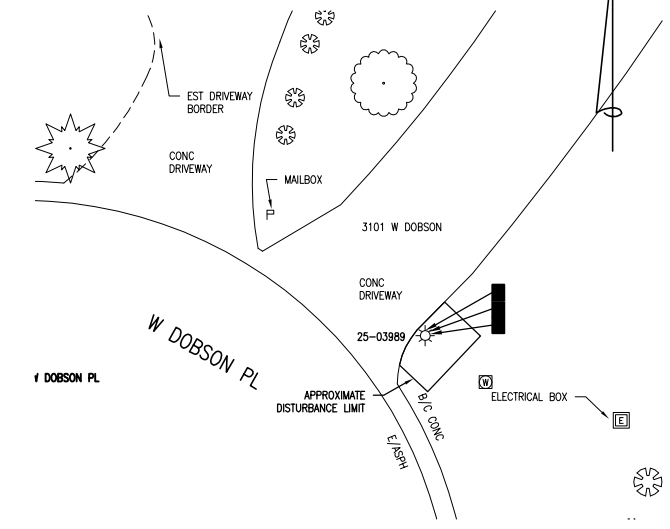 EST DRIVEWAY
BORDER
CONC
DRIVEWAY
MAILBOX
P
3101 W DOBSON
CONC
DRIVEWAY
25-03989
W DOBSON PL
W DOBSON PL
APPROXIMATE
DISTURBANCE LIMIT
B/C CONC
E/ASPH
W
ELECTRICAL BOX
E